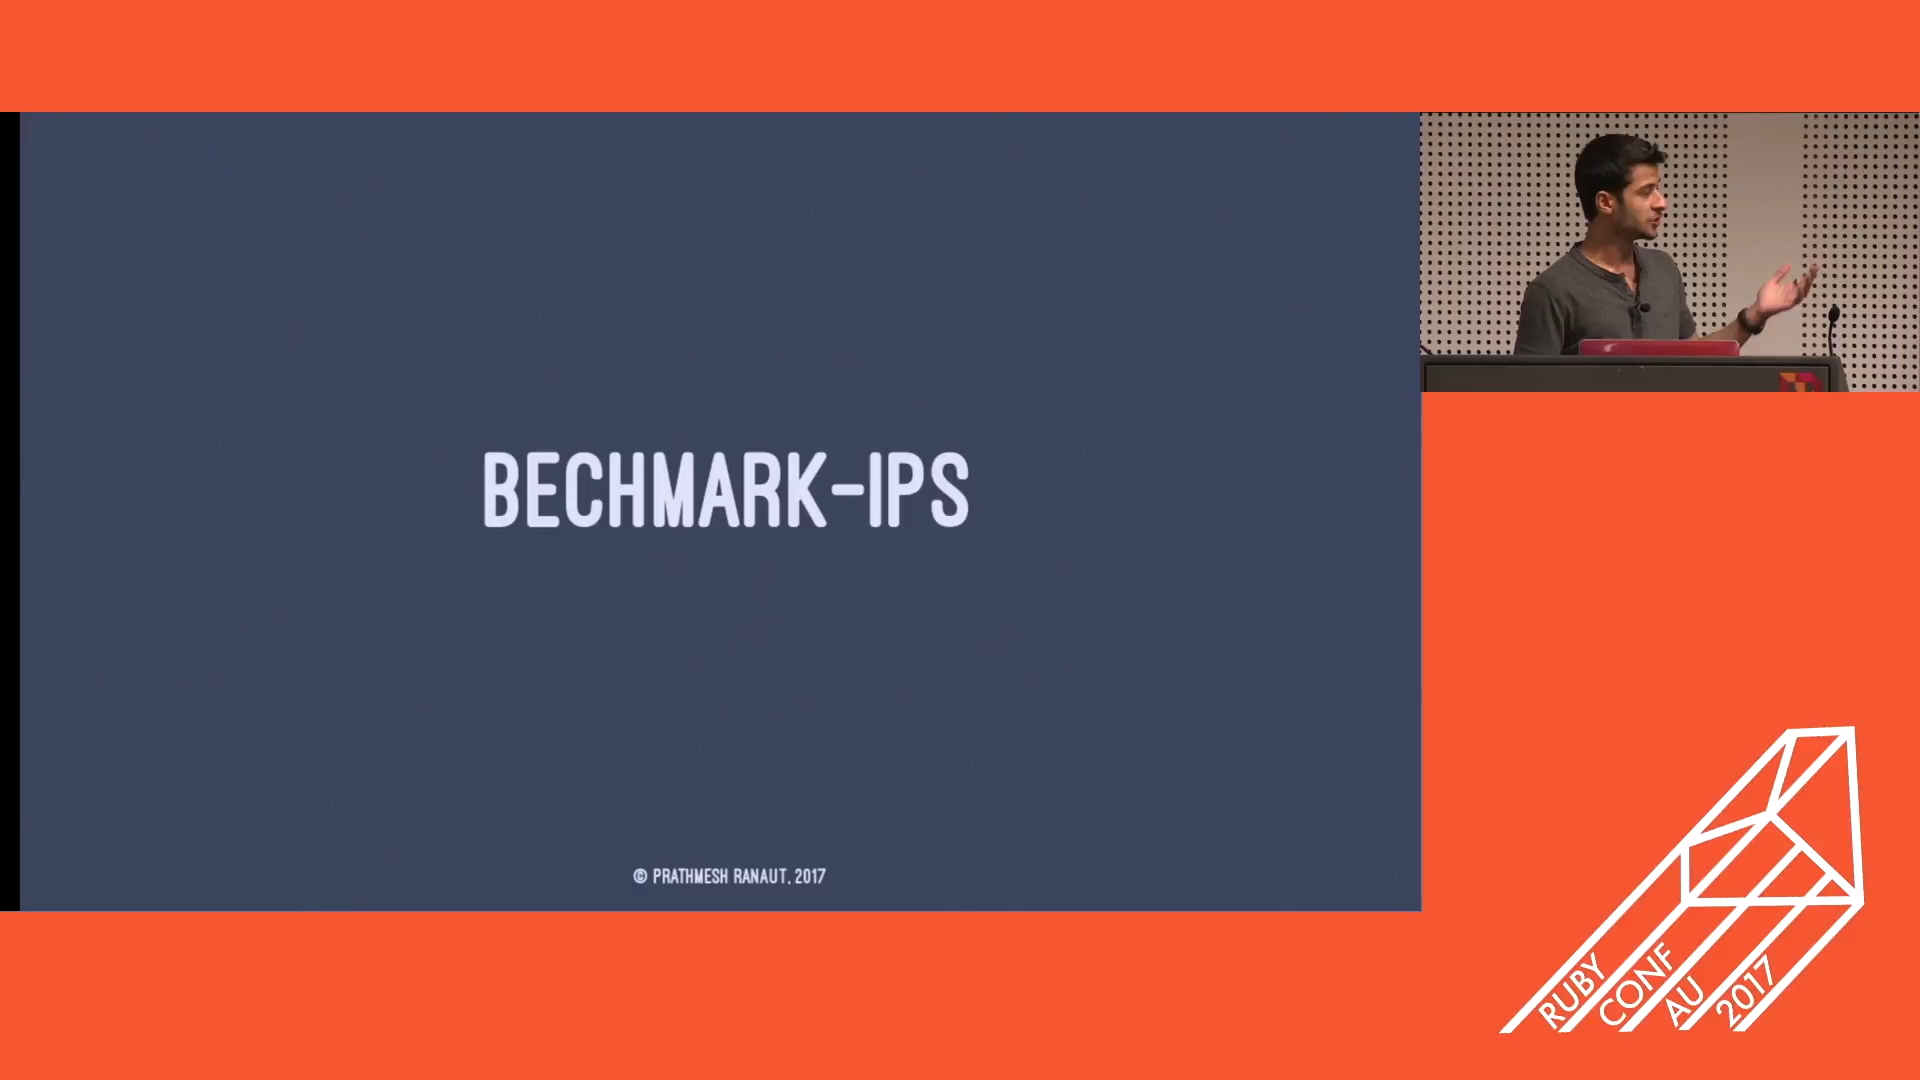 BECHMARK-IPS
© PRATHMESH RANAUT, 2017
RUBY
CONF
AU
2017